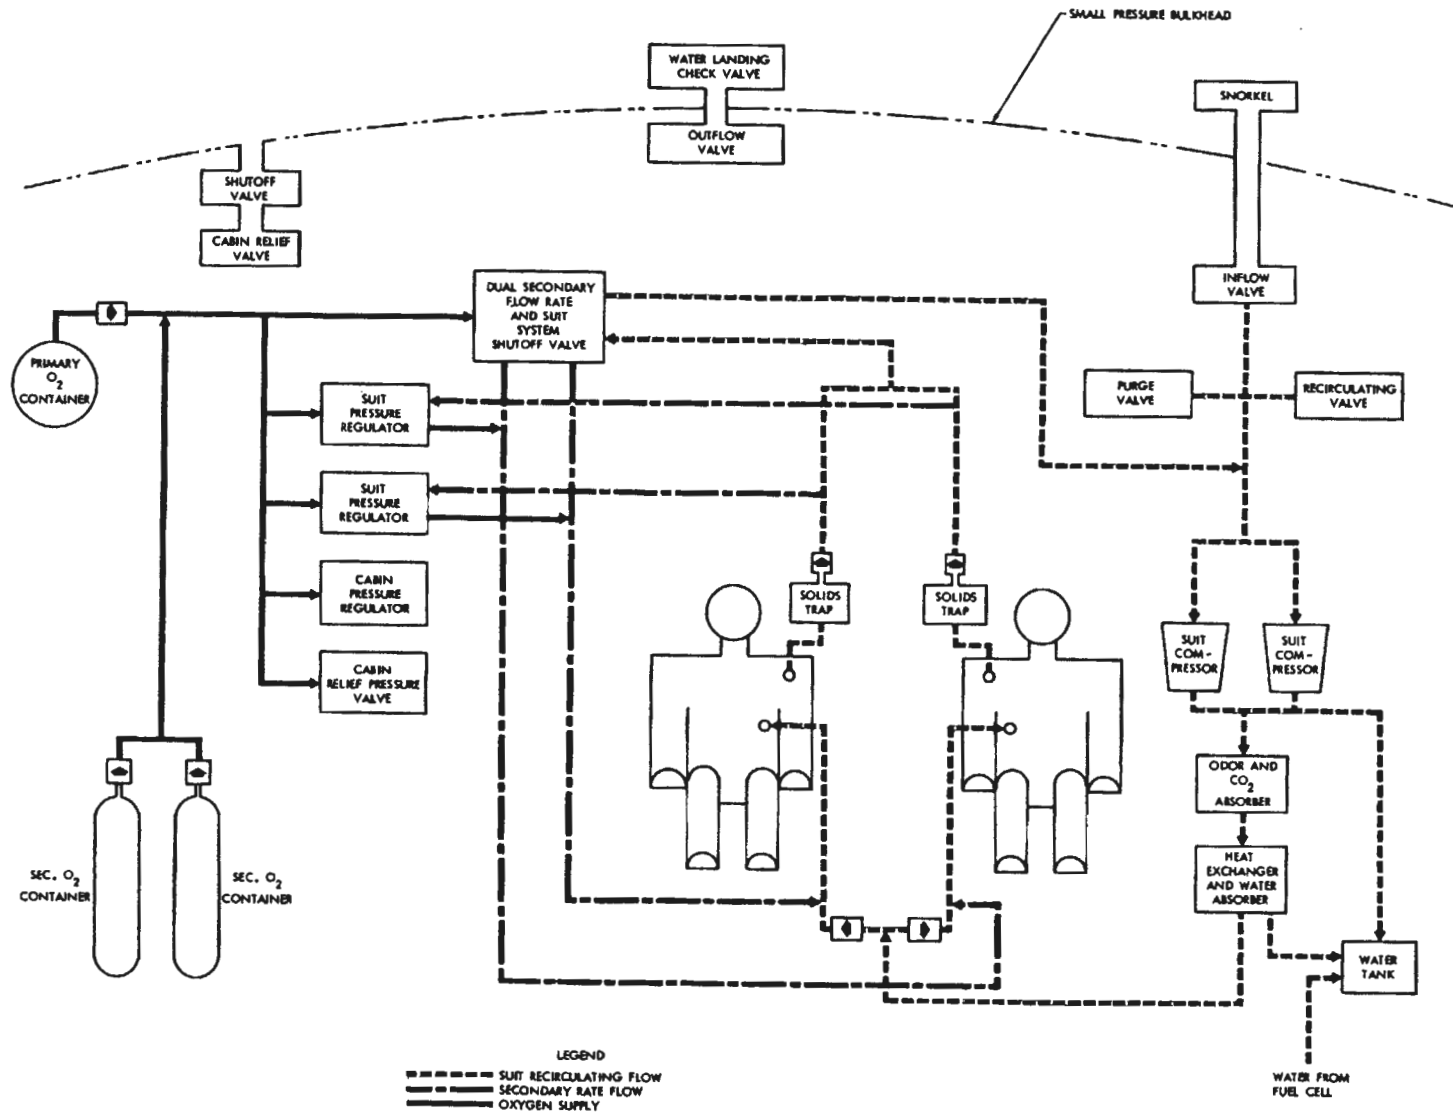 SMALL PRESSURE BULKHEAD
WATER LANDING
CHECK VALVE
OUTFLOW
VALVE
SNORKEL
SHUTOFF
VALVE
CABIN RELIEF
VALVE
INFLOW
VALVE
DUAL SECONDARY
FLOW RATE
AND SUIT
SYSTEM
SHUTOFF VALVE
PRIMARY
O2
CONTAINER
SUIT
PRESSURE
REGULATOR
PURGE
VALVE
RECIRCULATING
VALVE
SUIT
PRESSURE
REGULATOR
CABIN
PRESSURE
REGULATOR
SOLIDS
TRAP
SOLIDS
TRAP
CABIN
RELIEF PRESSURE
VALVE
SUIT
COM-
PRESSOR
SUIT
COM-
PRESSOR
ODOR AND
CO2
ABSORBER
HEAT
EXCHANGER
AND WATER
ABSORBER
SEC. O2
CONTAINER
SEC. O2
CONTAINER
WATER
TANK
WATER FROM
FUEL CELL
LEGEND
SUIT RECIRCULATING FLOW
SECONDARY RATE FLOW
OXYGEN SUPPLY